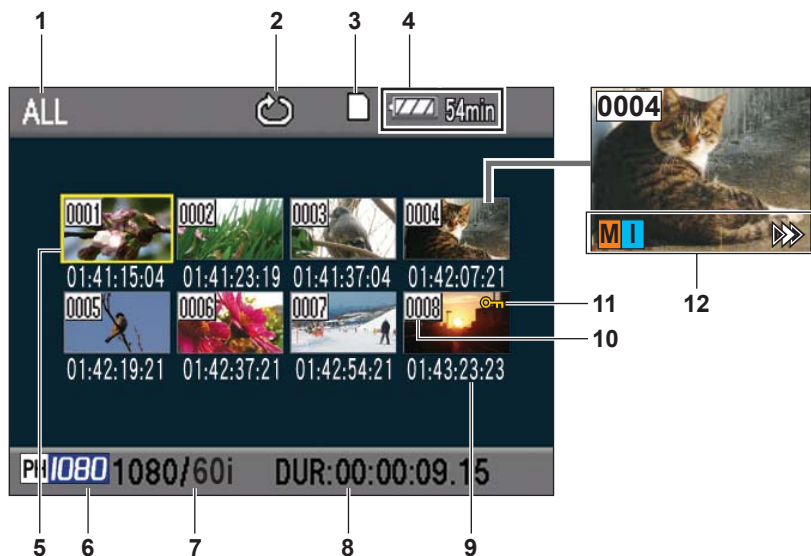 1 2 3 4
ALL 54min
0004
0001 0002 0003 0004
M I
01:41:15:04 01:41:23:19 01:41:37:04 01:42:07:21
12
0005 0006 0007 0008
11
10
01:42:19:21 01:42:37:21 01:42:54:21 01:43:23:23
PH 1080 1080/60i DUR:00:00:09.15
5 6 7 8 9